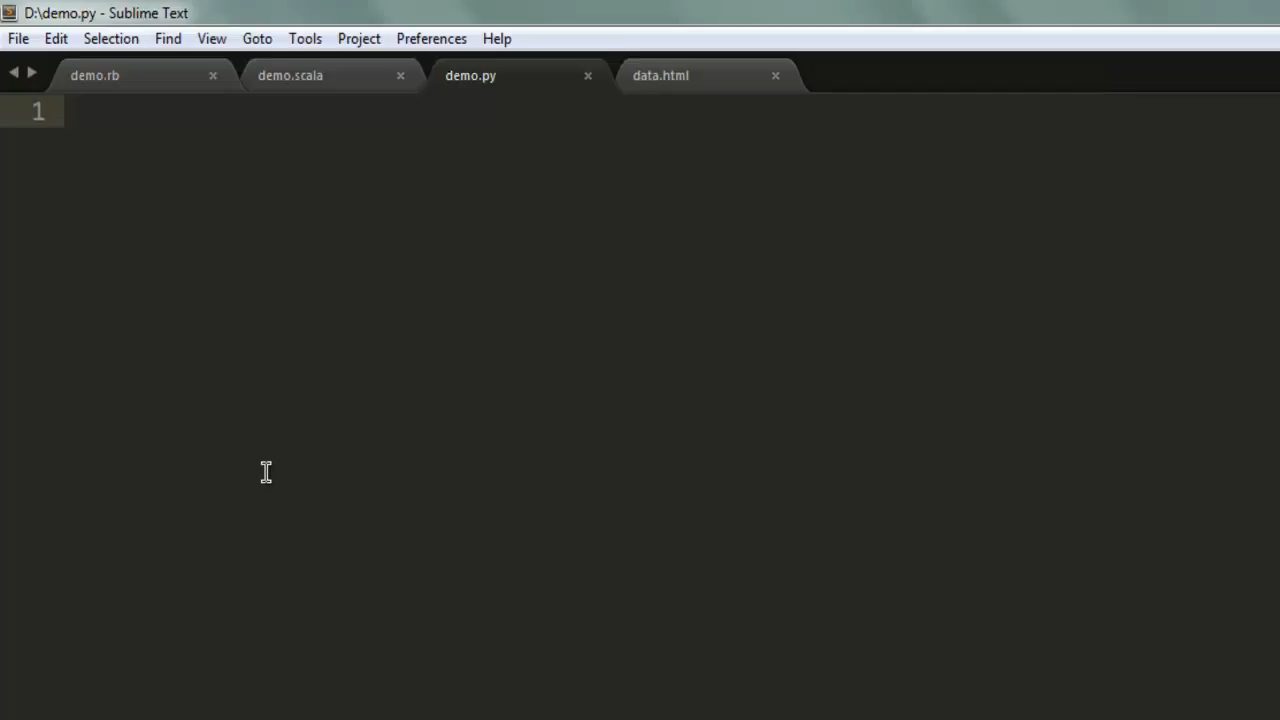 D:\demo.py - Sublime Text
File Edit Selection Find View Goto Tools Project Preferences Help
demo.rb × demo.scala × demo.py × data.html ×
1